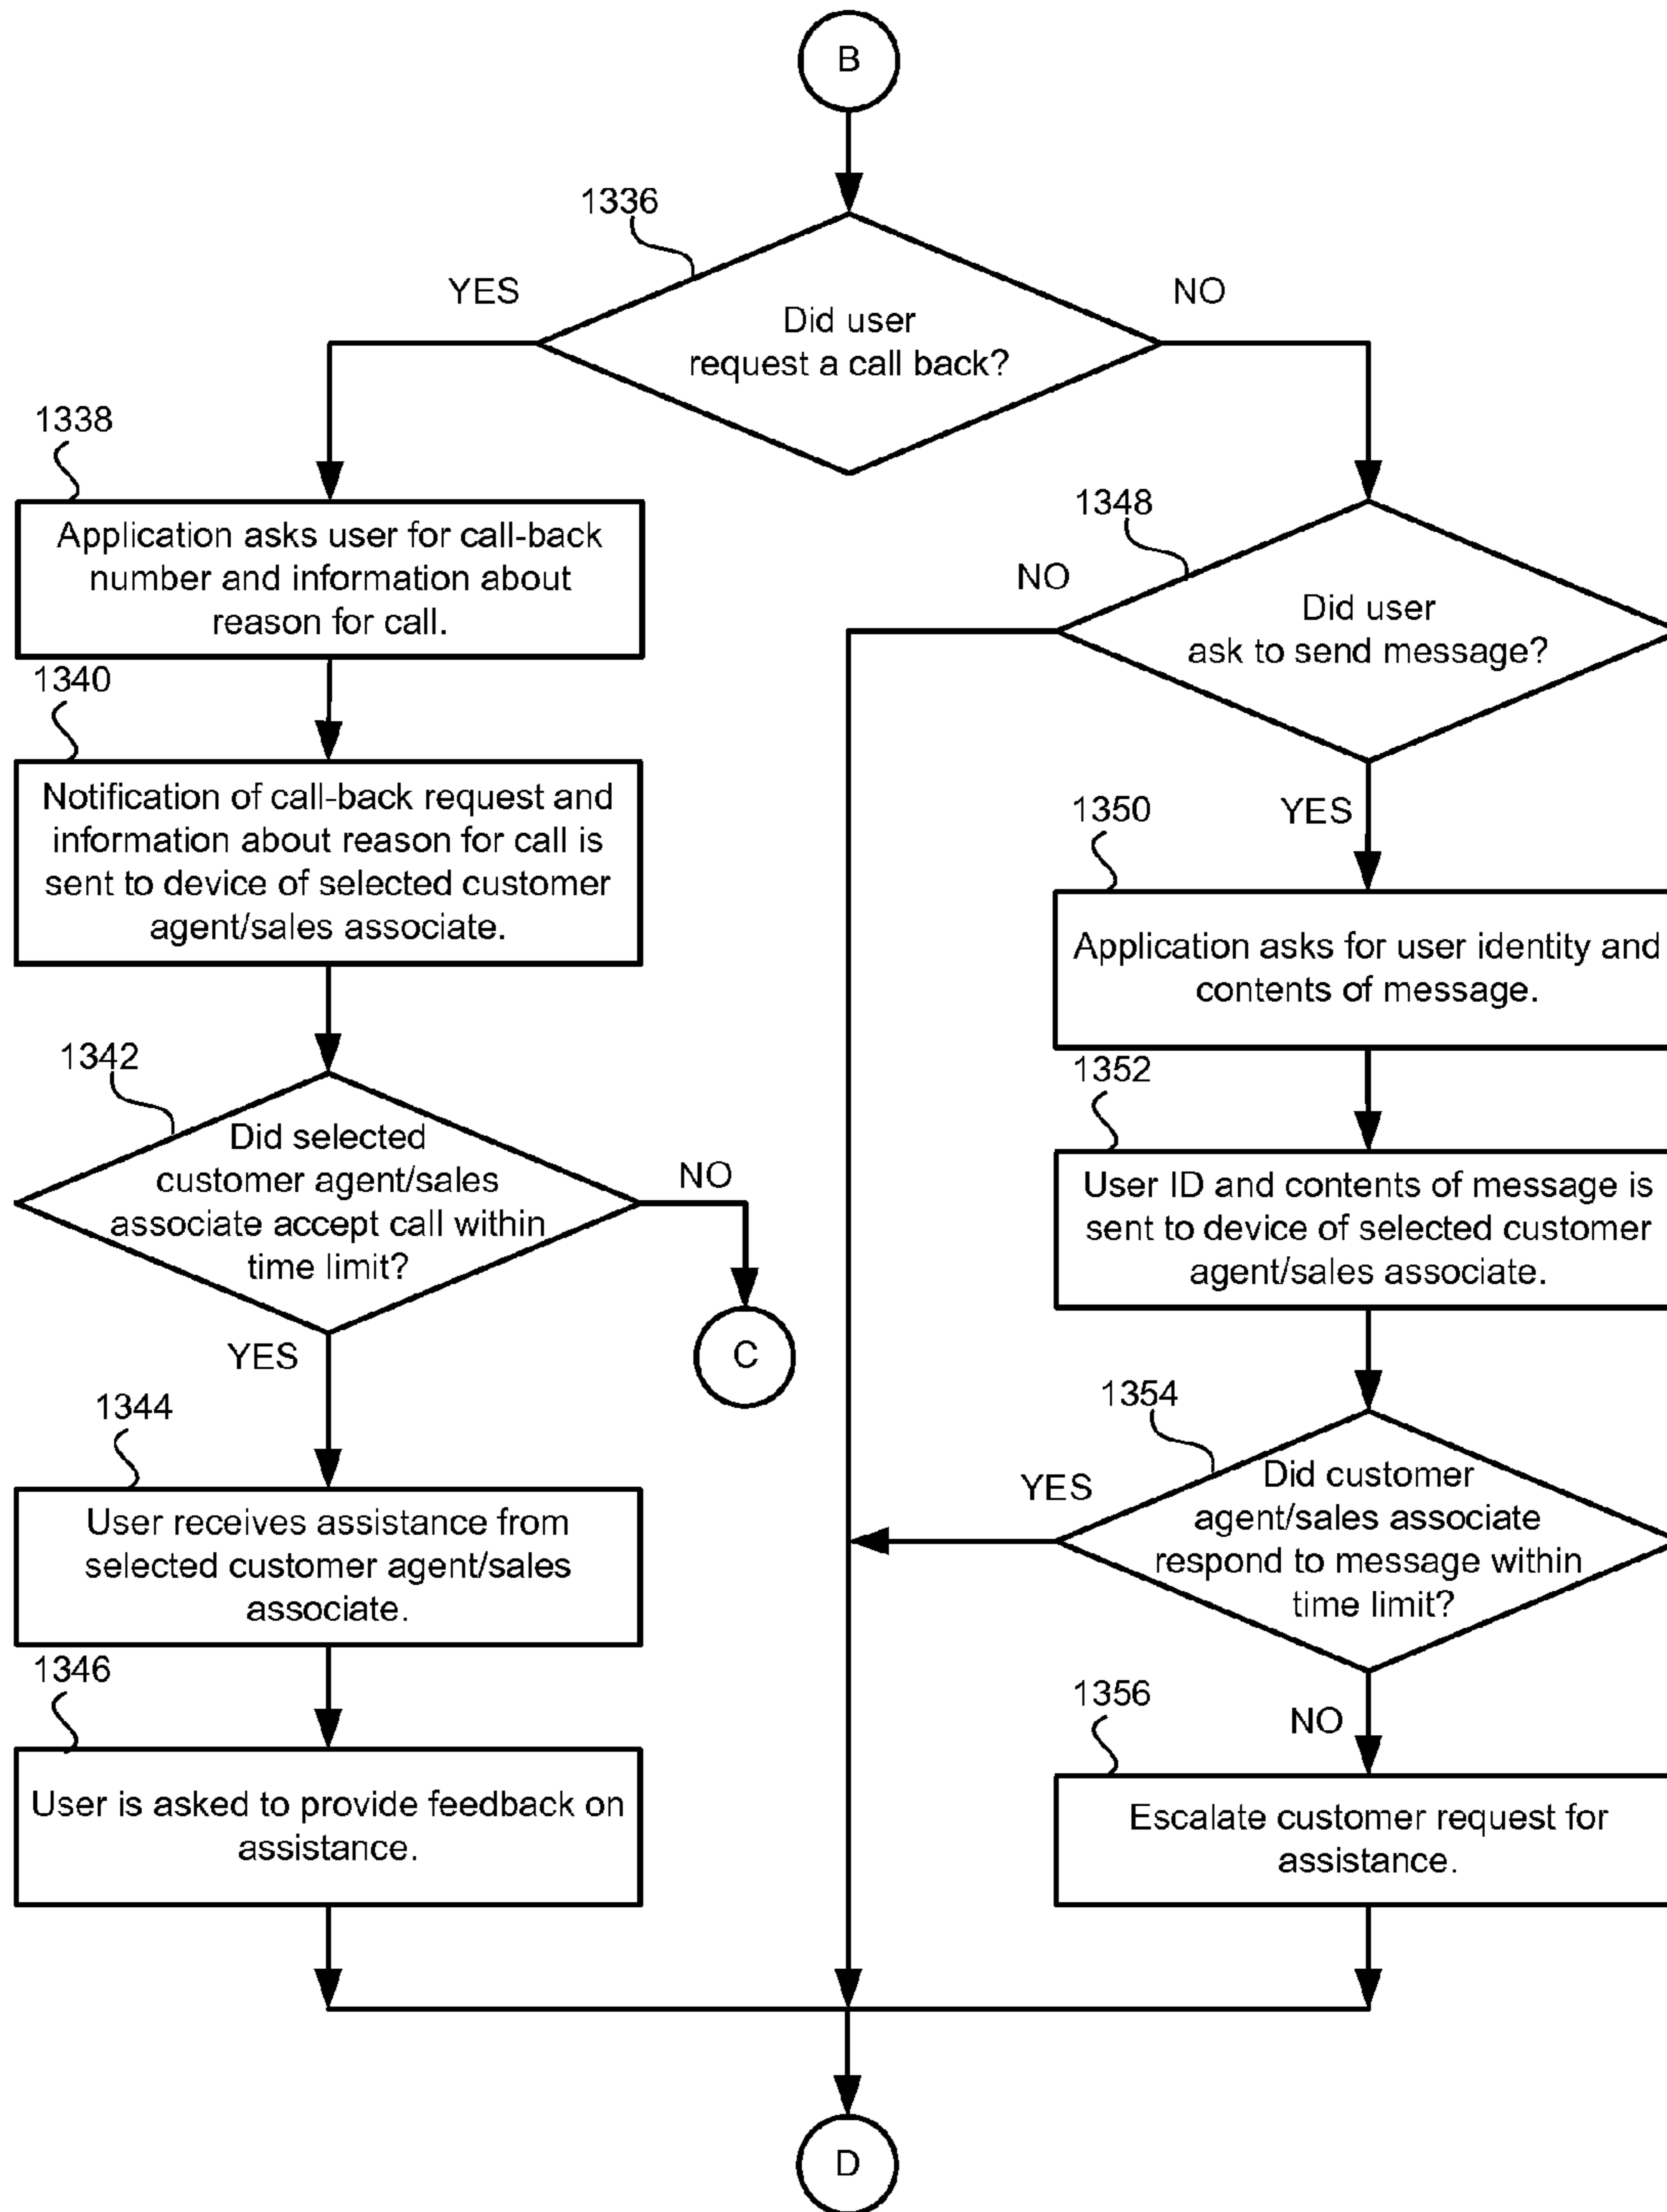 B
1336
YES
NO
Did user
request a call back?
1338
Application asks user for call-back
number and information about
reason for call.
1340
Notification of call-back request and
information about reason for call is
sent to device of selected customer
agent/sales associate.
1342
Did selected
customer agent/sales
associate accept call within
time limit?
NO
C
YES
1344
User receives assistance from
selected customer agent/sales
associate.
1346
User is asked to provide feedback on
assistance.
1348
NO
Did user
ask to send message?
YES
1350
Application asks for user identity and
contents of message.
1352
User ID and contents of message is
sent to device of selected customer
agent/sales associate.
1354
YES
Did customer
agent/sales associate
respond to message within
time limit?
NO
1356
Escalate customer request for
assistance.
D